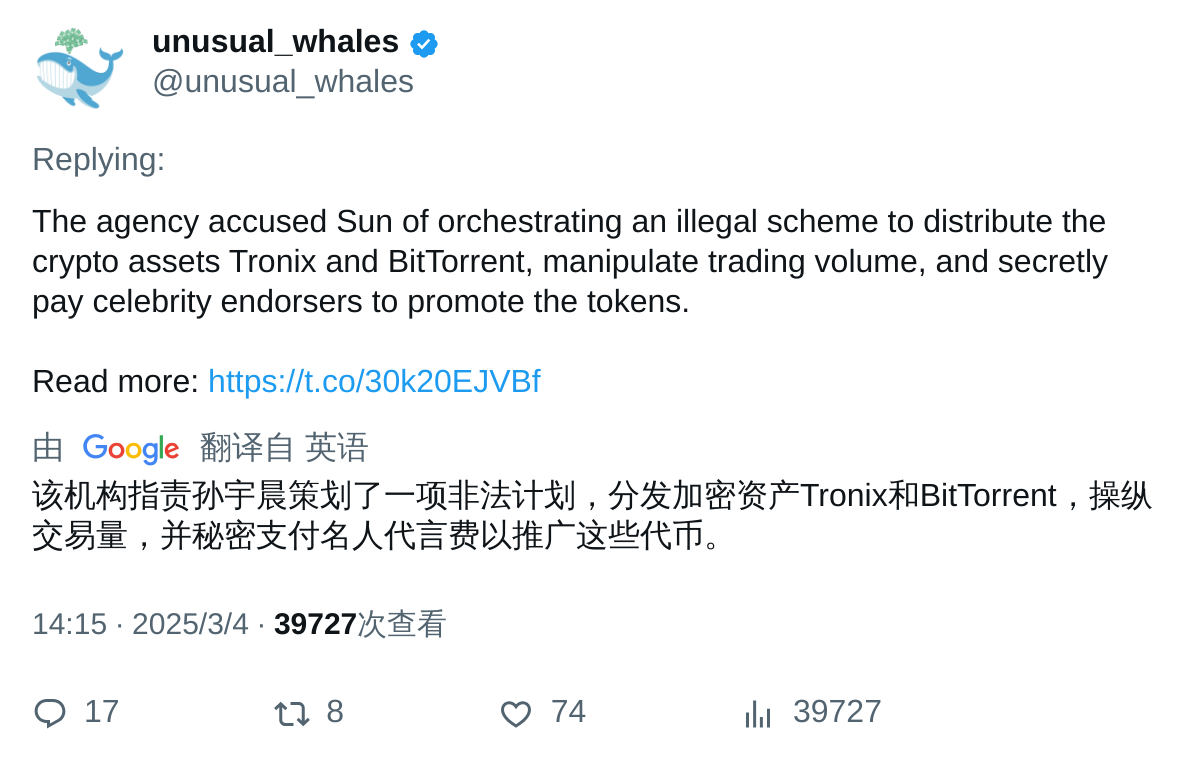 unusual_whales
@unusual_whales
Replying:
The agency accused Sun of orchestrating an illegal scheme to distribute the
crypto assets Tronix and BitTorrent, manipulate trading volume, and secretly
pay celebrity endorsers to promote the tokens.
Read more: https://t.co/30k20EJVBf
由 Google 翻译自 英语
该机构指责孙宇晨策划了一项非法计划，分发加密资产Tronix和BitTorrent，操纵
交易量，并秘密支付名人代言费以推广这些代币。
14:15 · 2025/3/4 · 39727次查看
17 8 74 39727